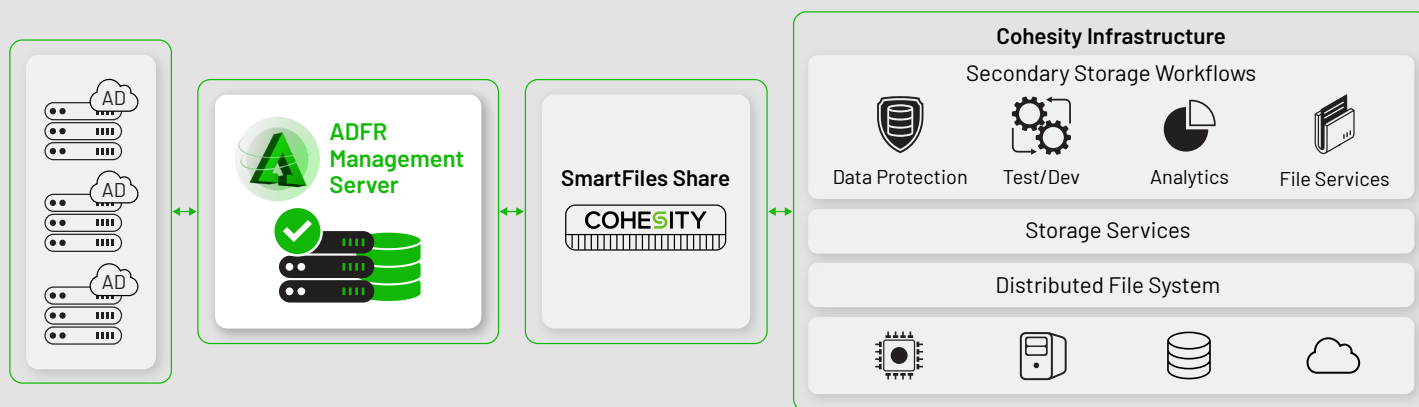 AD
AD
AD
ADFR
Management
Server
SmartFiles Share
COHESITY
Cohesity Infrastructure
Secondary Storage Workflows
Data Protection
Test/Dev
Analytics
File Services
Storage Services
Distributed File System